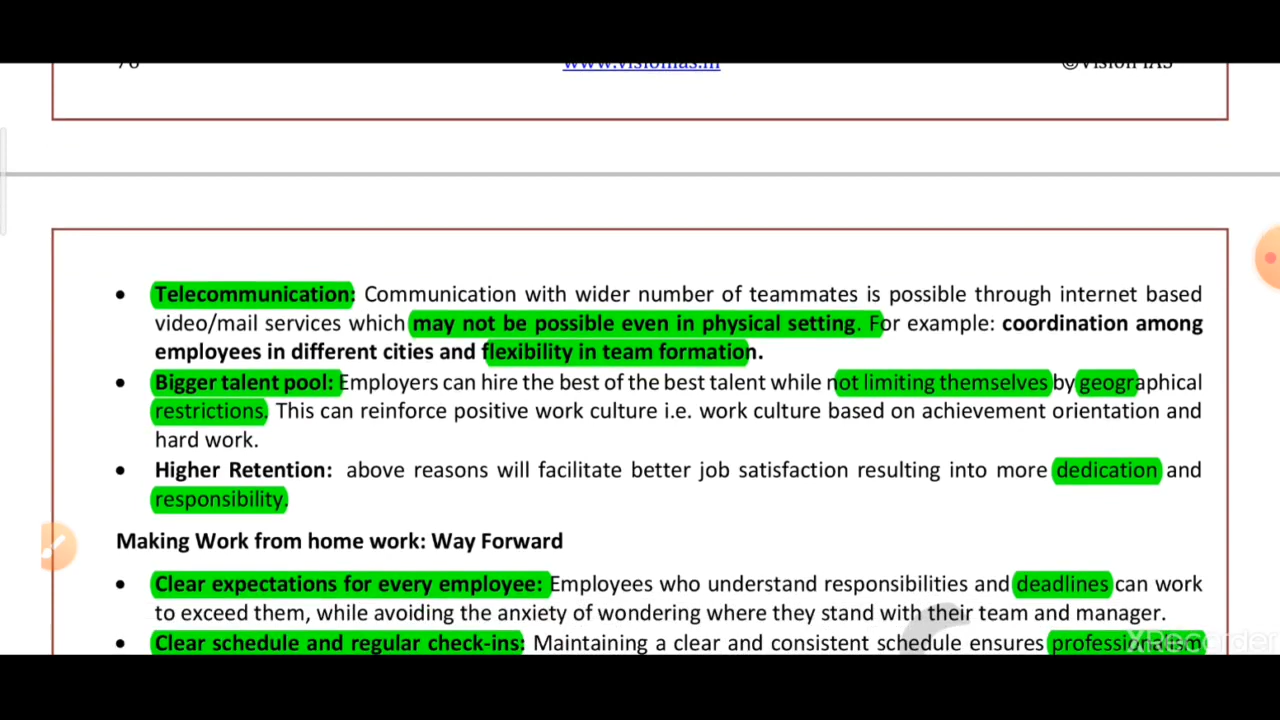 76 www.visionias.in ©Vision IAS
• Telecommunication: Communication with wider number of teammates is possible through internet based
video/mail services which may not be possible even in physical setting. For example: coordination among
employees in different cities and flexibility in team formation.
• Bigger talent pool: Employers can hire the best of the best talent while not limiting themselves by geographical
restrictions. This can reinforce positive work culture i.e. work culture based on achievement orientation and
hard work.
• Higher Retention: above reasons will facilitate better job satisfaction resulting into more dedication and
responsibility.
Making Work from home work: Way Forward
• Clear expectations for every employee: Employees who understand responsibilities and deadlines can work
to exceed them, while avoiding the anxiety of wondering where they stand with their team and manager.
• Clear schedule and regular check-ins: Maintaining a clear and consistent schedule ensures professionalism
XRecorder